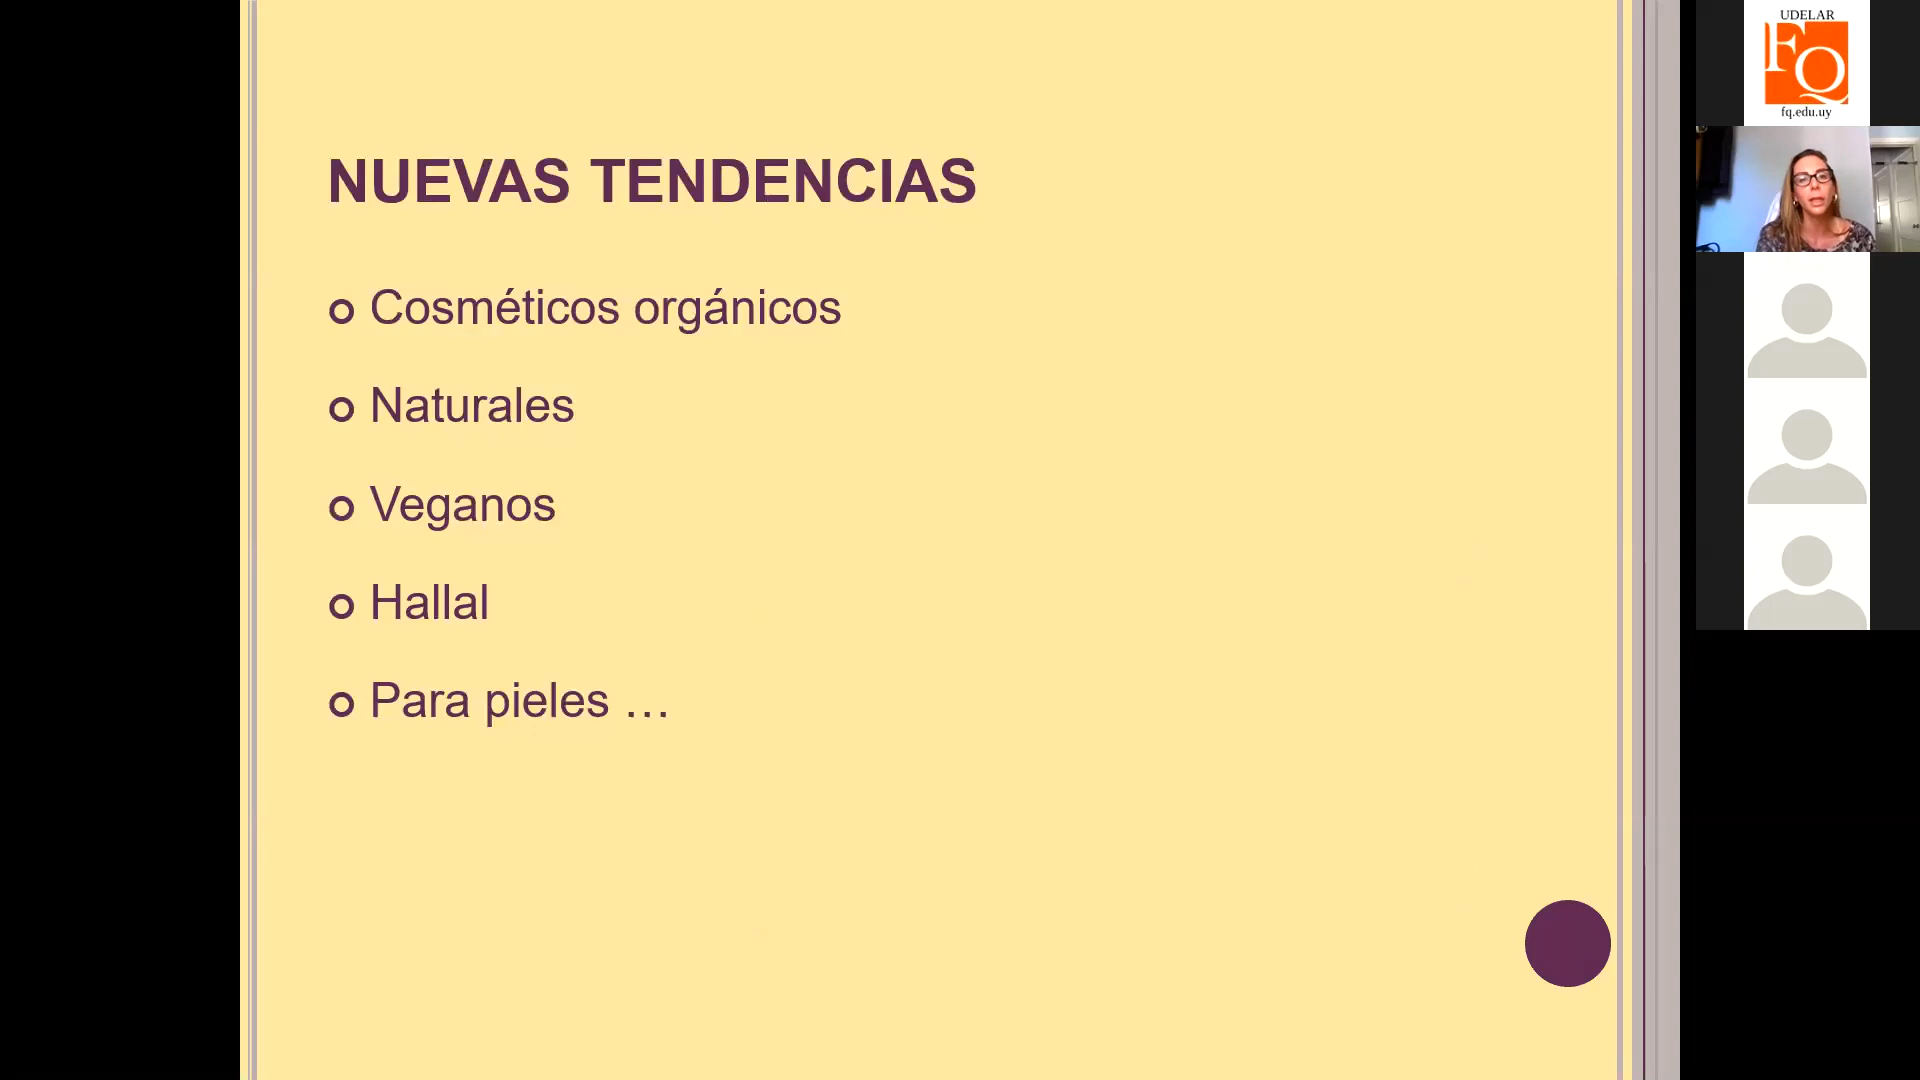 NUEVAS TENDENCIAS
Cosméticos orgánicos
Naturales
Veganos
Hallal
Para pieles …
UDELAR
FQ
fq.edu.uy